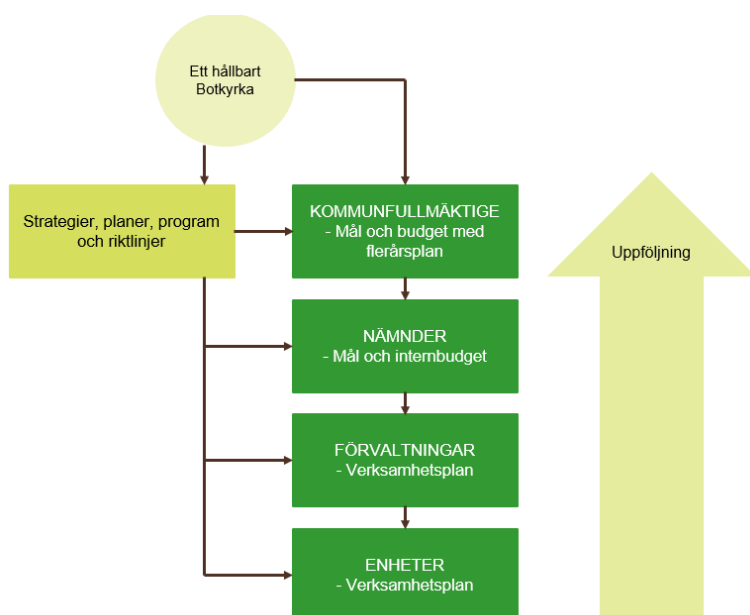 Ett hållbart
Botkyrka
Strategier, planer, program
och riktlinjer
KOMMUNFULLMÄKTIGE
- Mål och budget med
flerårsplan
Uppföljning
NÄMNDER
- Mål och internbudget
FÖRVALTNINGAR
- Verksamhetsplan
ENHETER
- Verksamhetsplan